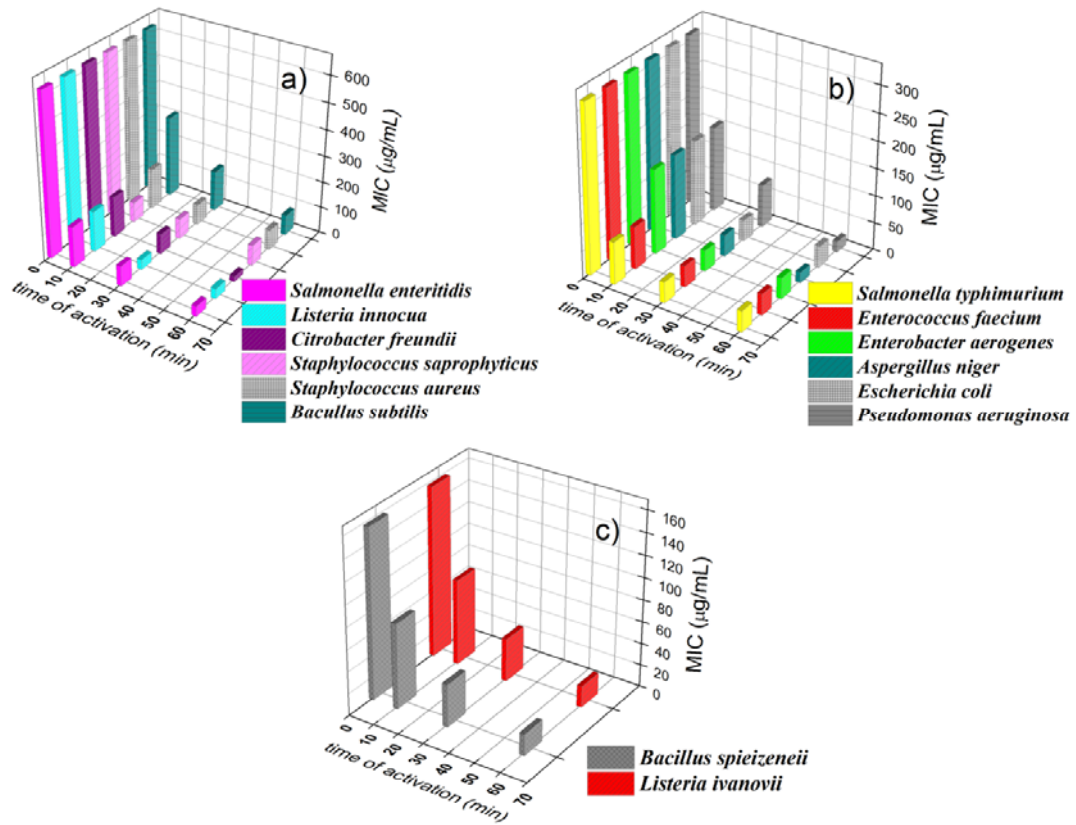 a)
600
500
400
300
200
100
0
MIC (μg/mL)
0
10
20
30
40
50
60
70
time of activation (min)
Salmonella enteritidis
Listeria innocua
Citrobacter freundii
Staphylococcus saprophyticus
Staphylococcus aureus
Bacullus subtilis
b)
300
250
200
150
100
50
0
MIC (μg/mL)
0
10
20
30
40
50
60
70
time of activation (min)
Salmonella typhimurium
Enterococcus faecium
Enterobacter aerogenes
Aspergillus niger
Escherichia coli
Pseudomonas aeruginosa
c)
160
140
120
100
80
60
40
20
0
MIC (μg/mL)
0
10
20
30
40
50
60
70
time of activation (min)
Bacillus spieizeneii
Listeria ivanovii